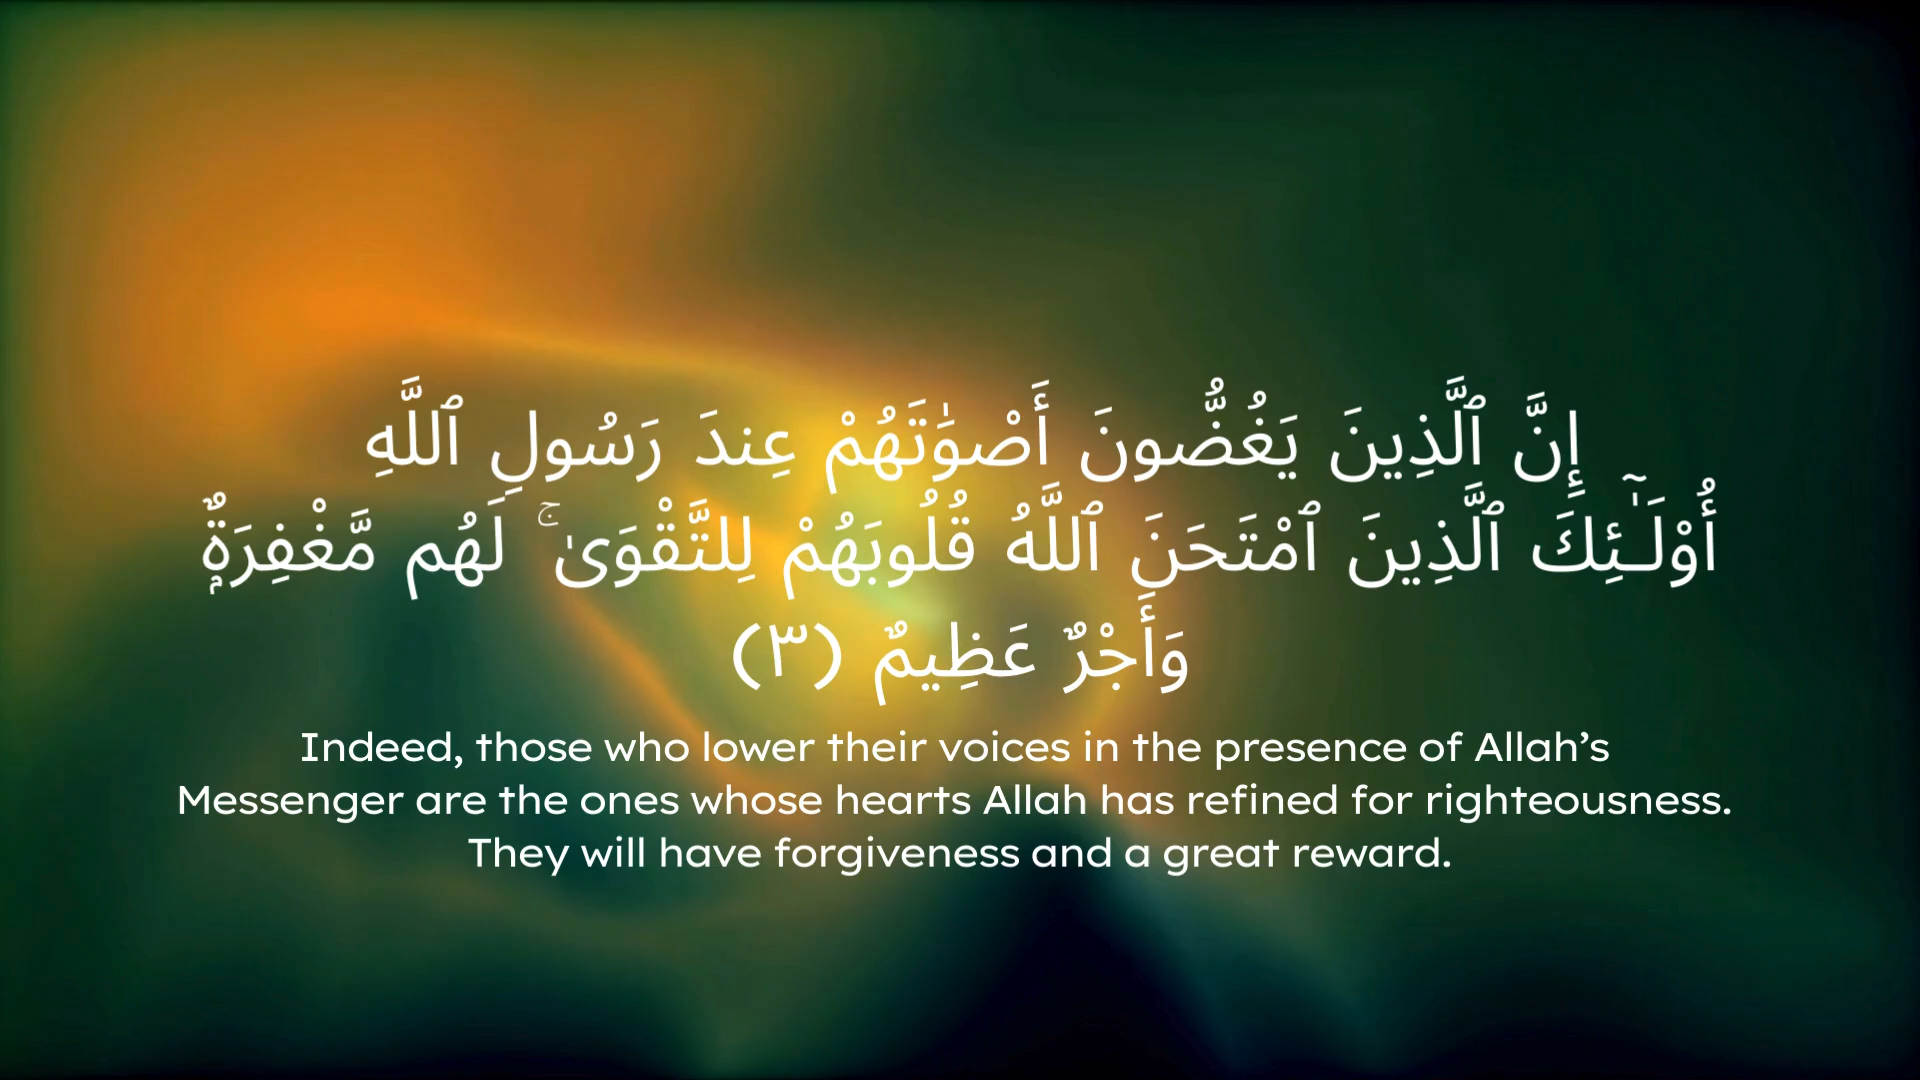 إِنَّ ٱلَّذِينَ يَغُضُّونَ أَصْوَٰتَهُمْ عِندَ رَسُولِ ٱللَّهِ
أُوْلَـٰٓئِكَ ٱلَّذِينَ ٱمْتَحَنَ ٱللَّهُ قُلُوبَهُمْ لِلتَّقْوَىٰ ۚ لَهُم مَّغْفِرَةٌۭ
وَأَجْرٌ عَظِيمٌ (٣)
Indeed, those who lower their voices in the presence of Allah’s
Messenger are the ones whose hearts Allah has refined for righteousness.
They will have forgiveness and a great reward.